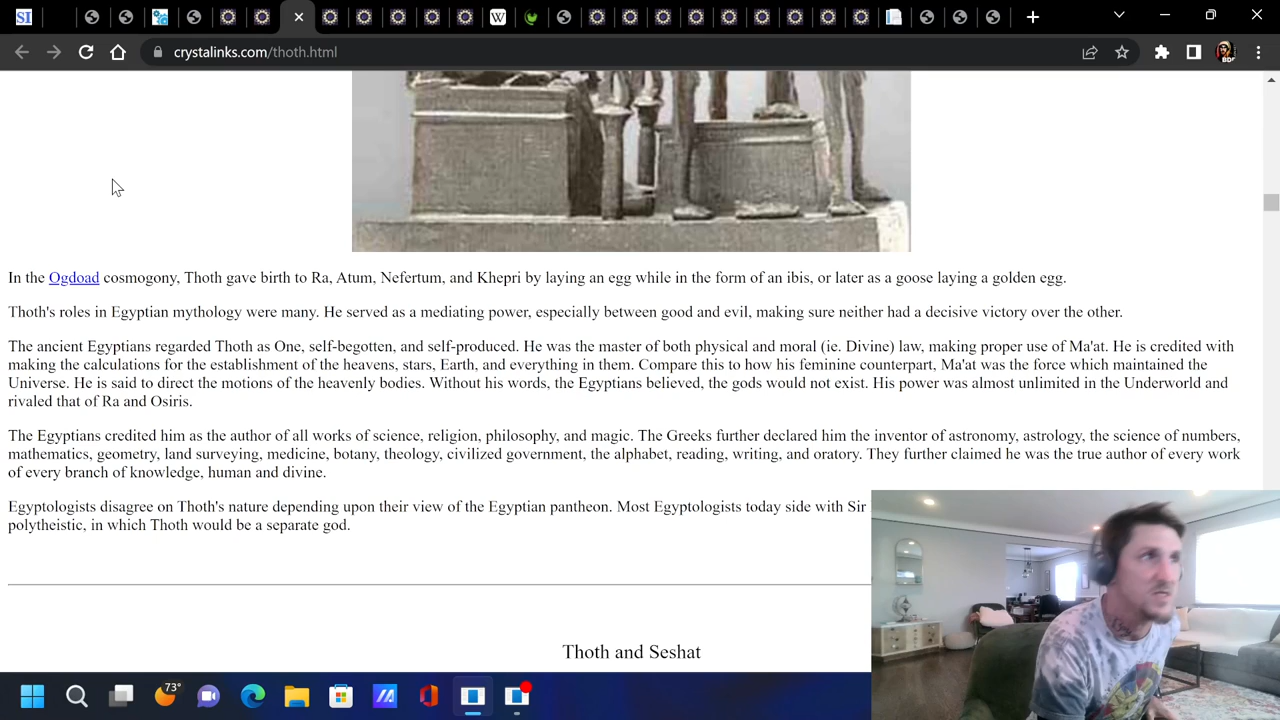 SI
W
crystalinks.com/thoth.html
BDF
In the Ogdoad cosmogony, Thoth gave birth to Ra, Atum, Nefertum, and Khepri by laying an egg while in the form of an ibis, or later as a goose laying a golden egg.
Thoth's roles in Egyptian mythology were many. He served as a mediating power, especially between good and evil, making sure neither had a decisive victory over the other.
The ancient Egyptians regarded Thoth as One, self-begotten, and self-produced. He was the master of both physical and moral (ie. Divine) law, making proper use of Ma'at. He is credited with
making the calculations for the establishment of the heavens, stars, Earth, and everything in them. Compare this to how his feminine counterpart, Ma'at was the force which maintained the
Universe. He is said to direct the motions of the heavenly bodies. Without his words, the Egyptians believed, the gods would not exist. His power was almost unlimited in the Underworld and
rivaled that of Ra and Osiris.
The Egyptians credited him as the author of all works of science, religion, philosophy, and magic. The Greeks further declared him the inventor of astronomy, astrology, the science of numbers,
mathematics, geometry, land surveying, medicine, botany, theology, civilized government, the alphabet, reading, writing, and oratory. They further claimed he was the true author of every work
of every branch of knowledge, human and divine.
Egyptologists disagree on Thoth's nature depending upon their view of the Egyptian pantheon. Most Egyptologists today side with Sir
polytheistic, in which Thoth would be a separate god.
Thoth and Seshat
73°